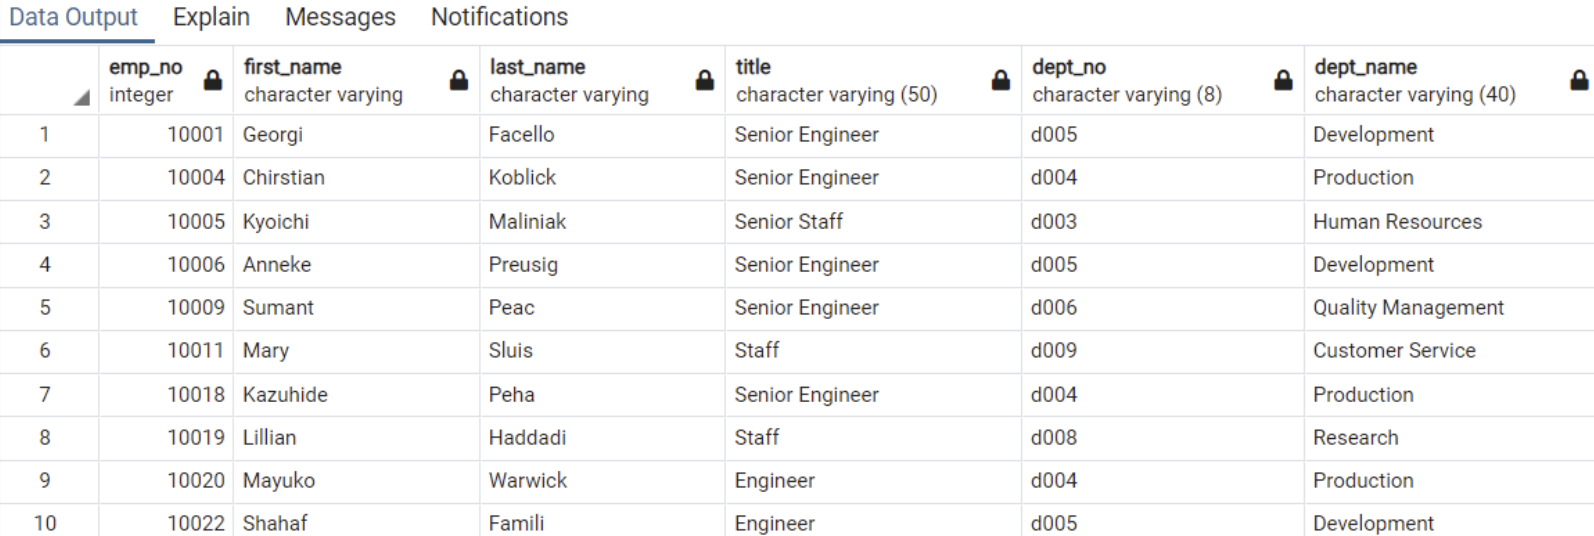 Data Output Explain Messages Notifications
emp_no first_name last_name title dept_no dept_name
integer character varying character varying character varying (50) character varying (8) character varying (40)
1 10001 Georgi Facello Senior Engineer d005 Development
2 10004 Chirstian Koblick Senior Engineer d004 Production
3 10005 Kyoichi Maliniak Senior Staff d003 Human Resources
4 10006 Anneke Preusig Senior Engineer d005 Development
5 10009 Sumant Peac Senior Engineer d006 Quality Management
6 10011 Mary Sluis Staff d009 Customer Service
7 10018 Kazuhide Peha Senior Engineer d004 Production
8 10019 Lillian Haddadi Staff d008 Research
9 10020 Mayuko Warwick Engineer d004 Production
10 10022 Shahaf Famili Engineer d005 Development